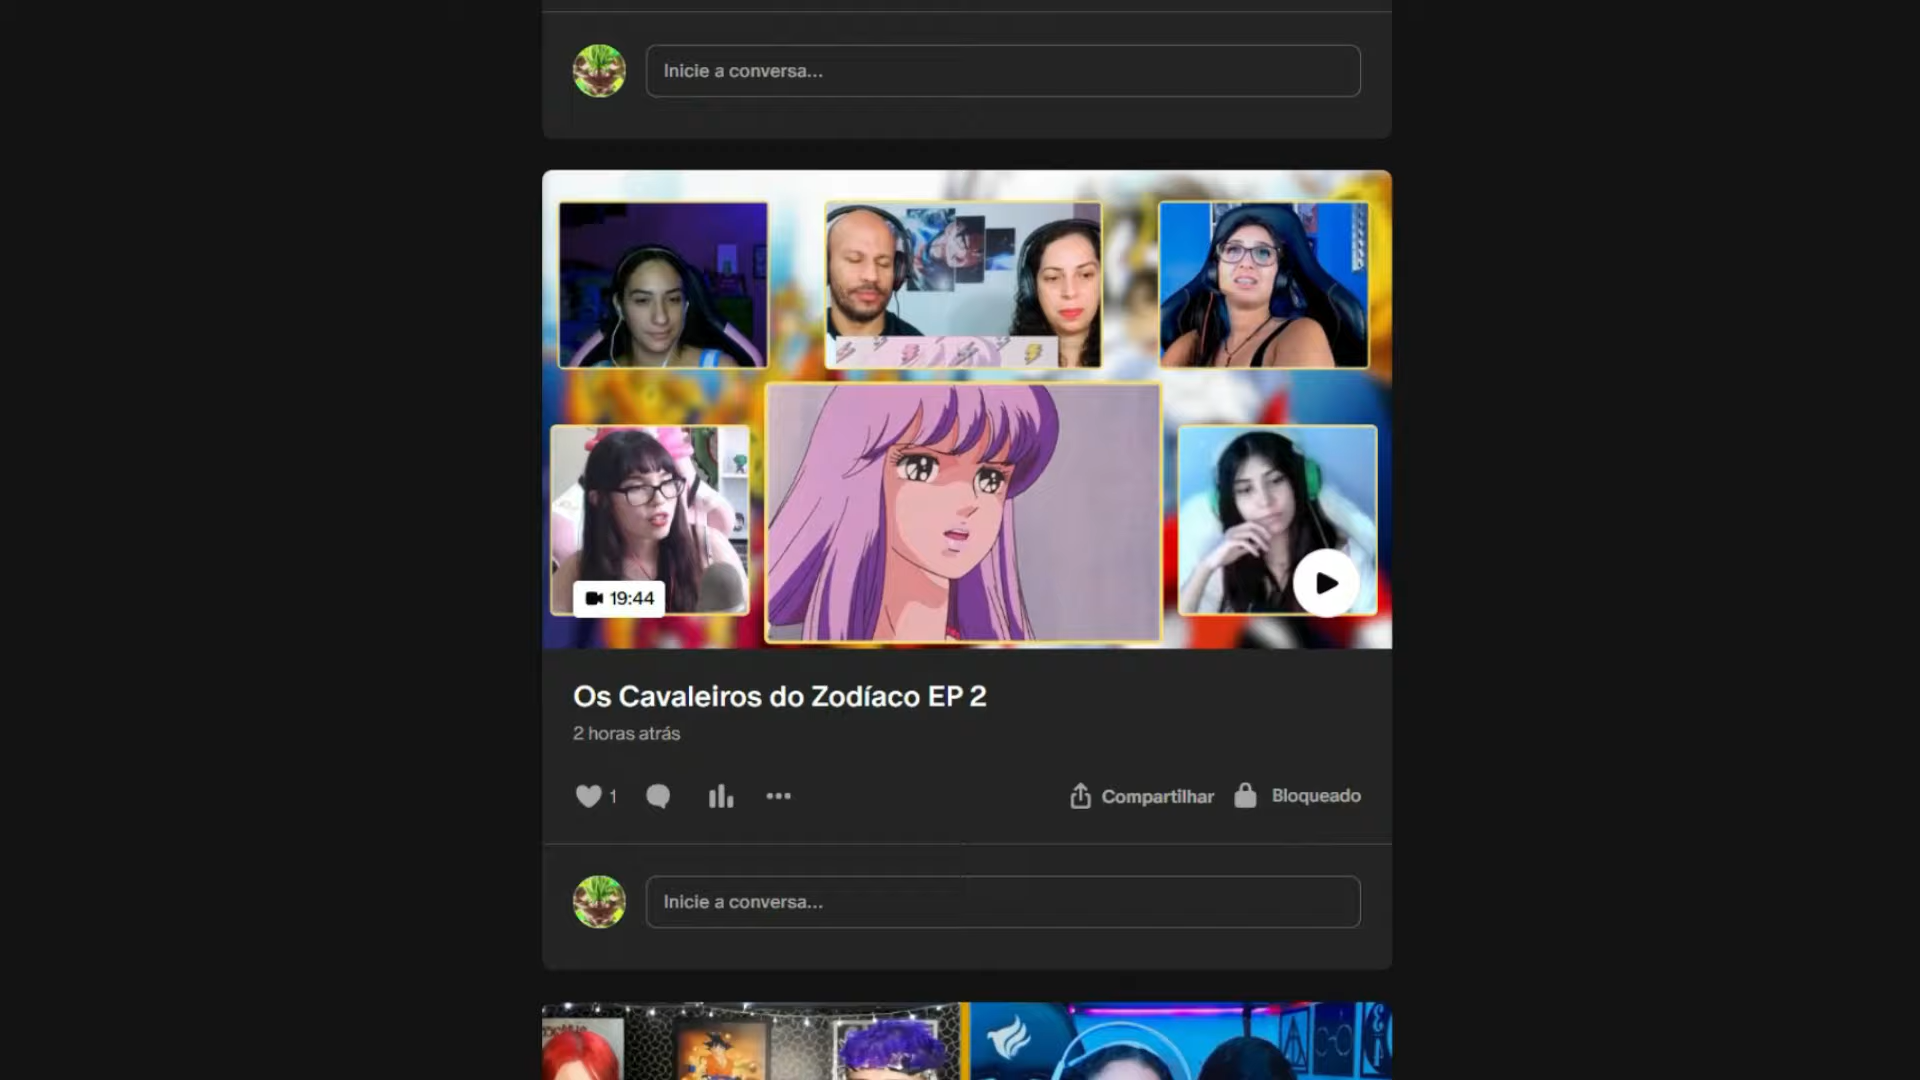 Inicie a conversa...
19:44
Os Cavaleiros do Zodíaco EP 2
2 horas atrás
1
Compartilhar
Bloqueado
Inicie a conversa...